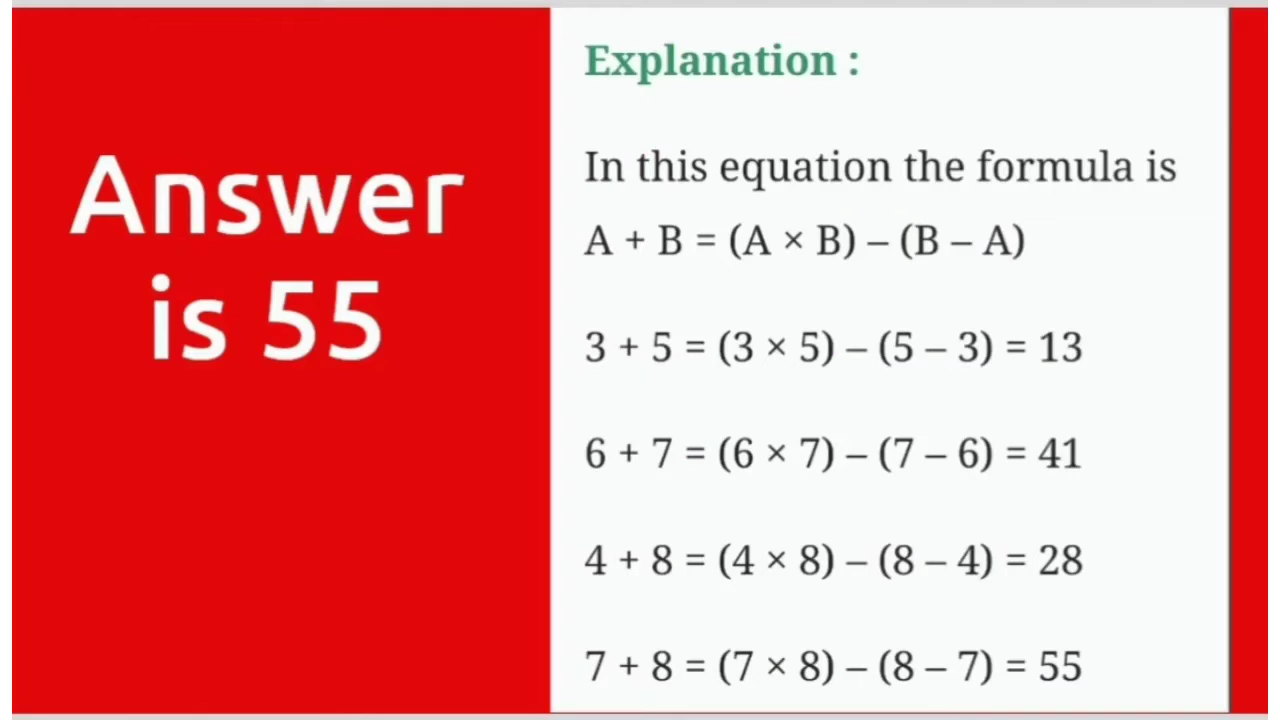 Answer
is 55
Explanation :
In this equation the formula is
A + B = (A × B) – (B – A)
3 + 5 = (3 × 5) – (5 – 3) = 13
6 + 7 = (6 × 7) – (7 – 6) = 41
4 + 8 = (4 × 8) – (8 – 4) = 28
7 + 8 = (7 × 8) – (8 – 7) = 55